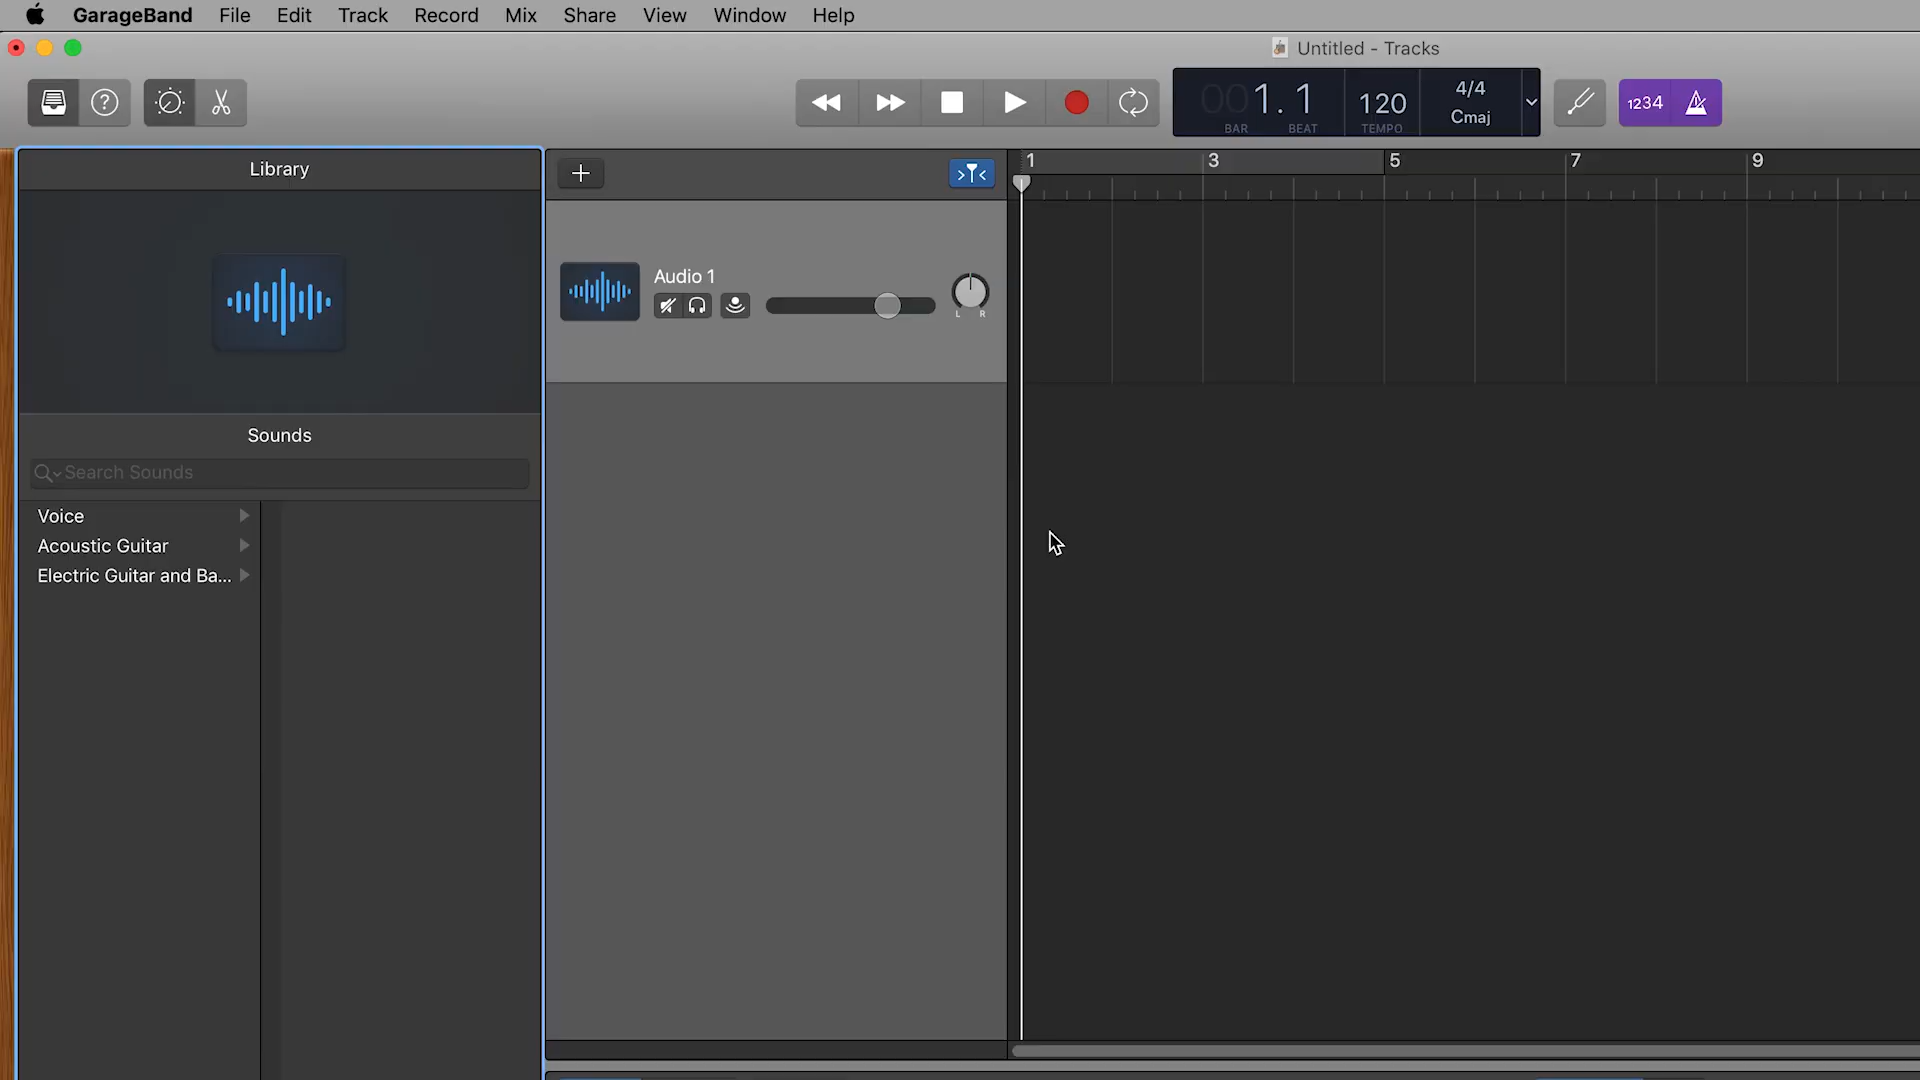 GarageBand File Edit Track Record Mix Share View Window Help
Untitled - Tracks
001. 1
BAR BEAT
120
TEMPO
4/4
Cmaj
1234
Library
1 3 5 7 9
Audio 1
L R
Sounds
Search Sounds
Voice
Acoustic Guitar
Electric Guitar and Ba...